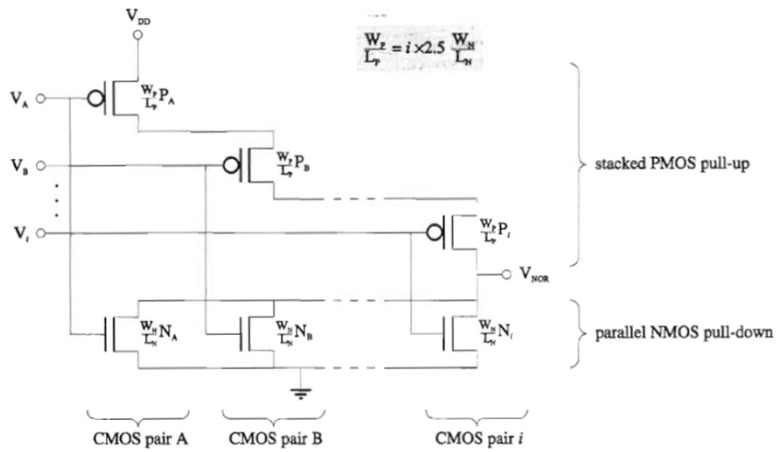 V_DD
W_P/L_P = i ×2.5 W_N/L_N
V_A
W_P/L_P P_A
V_B
W_P/L_P P_B
stacked PMOS pull-up
V_i
W_P/L_P P_i
V_NOR
W_N/L_N N_A
W_N/L_N N_B
W_N/L_N N_i
parallel NMOS pull-down
CMOS pair A
CMOS pair B
CMOS pair i